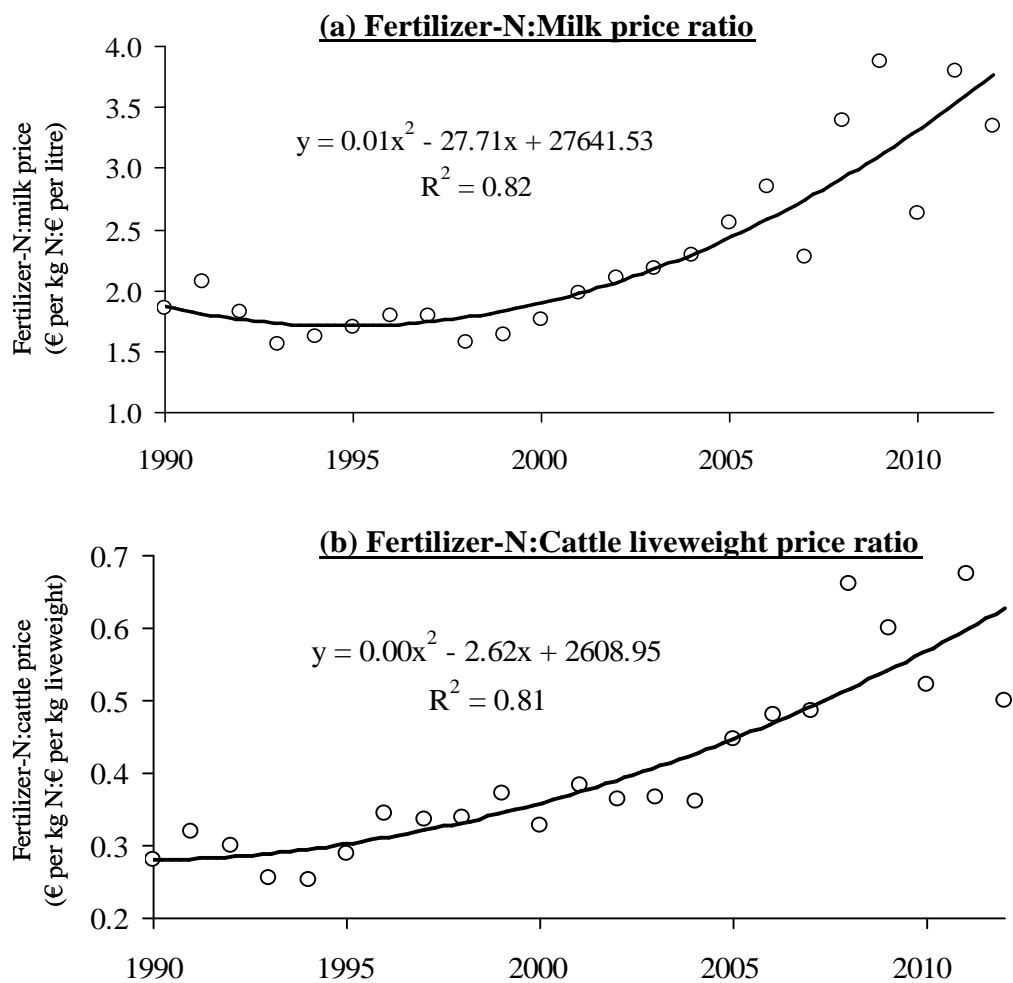 (a) Fertilizer-N:Milk price ratio
Fertilizer-N:milk price
(€ per kg N:€ per litre)
4.0
3.5
3.0
2.5
2.0
1.5
1.0
y = 0.01x² - 27.71x + 27641.53
R² = 0.82
1990 1995 2000 2005 2010
(b) Fertilizer-N:Cattle liveweight price ratio
Fertilizer-N:cattle price
(€ per kg N:€ per kg liveweight)
0.7
0.6
0.5
0.4
0.3
0.2
y = 0.00x² - 2.62x + 2608.95
R² = 0.81
1990 1995 2000 2005 2010